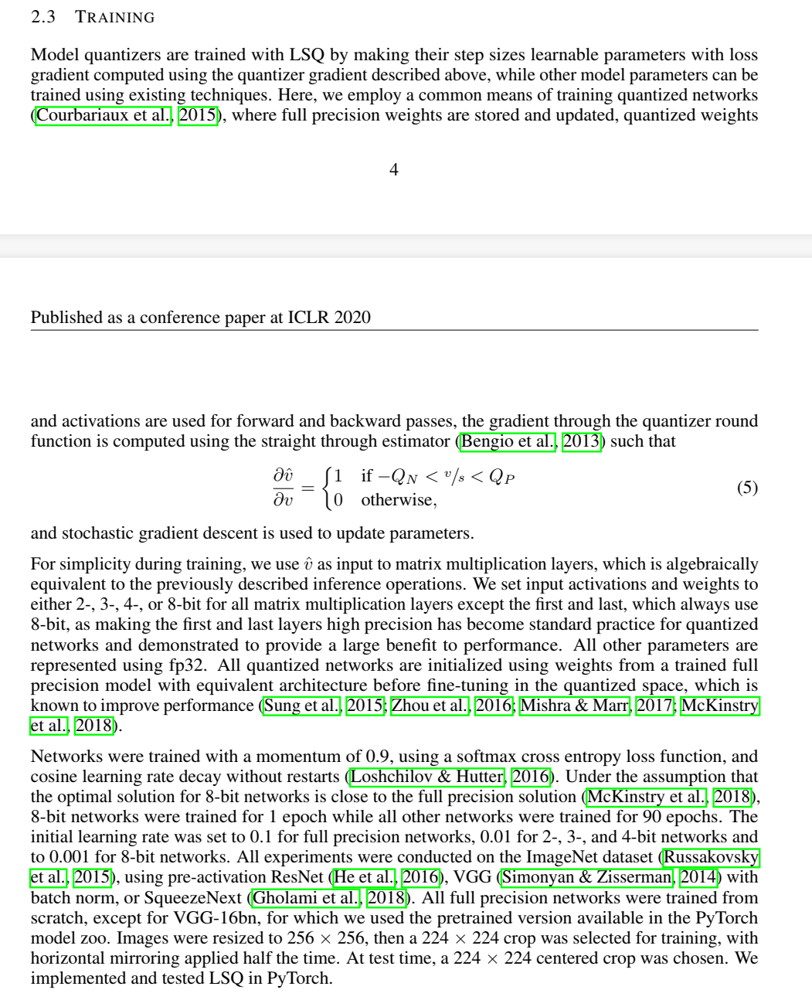 2.3 TRAINING
Model quantizers are trained with LSQ by making their step sizes learnable parameters with loss
gradient computed using the quantizer gradient described above, while other model parameters can be
trained using existing techniques. Here, we employ a common means of training quantized networks
(Courbariaux et al., 2015), where full precision weights are stored and updated, quantized weights
4
Published as a conference paper at ICLR 2020
and activations are used for forward and backward passes, the gradient through the quantizer round
function is computed using the straight through estimator (Bengio et al., 2013) such that
∂v̂/∂v = {1 if −Q_N < v/s < Q_P
0 otherwise, (5)
and stochastic gradient descent is used to update parameters.
For simplicity during training, we use v̂ as input to matrix multiplication layers, which is algebraically
equivalent to the previously described inference operations. We set input activations and weights to
either 2-, 3-, 4-, or 8-bit for all matrix multiplication layers except the first and last, which always use
8-bit, as making the first and last layers high precision has become standard practice for quantized
networks and demonstrated to provide a large benefit to performance. All other parameters are
represented using fp32. All quantized networks are initialized using weights from a trained full
precision model with equivalent architecture before fine-tuning in the quantized space, which is
known to improve performance (Sung et al., 2015; Zhou et al., 2016; Mishra & Marr, 2017; McKinstry
et al., 2018).
Networks were trained with a momentum of 0.9, using a softmax cross entropy loss function, and
cosine learning rate decay without restarts (Loshchilov & Hutter, 2016). Under the assumption that
the optimal solution for 8-bit networks is close to the full precision solution (McKinstry et al., 2018),
8-bit networks were trained for 1 epoch while all other networks were trained for 90 epochs. The
initial learning rate was set to 0.1 for full precision networks, 0.01 for 2-, 3-, and 4-bit networks and
to 0.001 for 8-bit networks. All experiments were conducted on the ImageNet dataset (Russakovsky
et al., 2015), using pre-activation ResNet (He et al., 2016), VGG (Simonyan & Zisserman, 2014) with
batch norm, or SqueezeNext (Gholami et al., 2018). All full precision networks were trained from
scratch, except for VGG-16bn, for which we used the pretrained version available in the PyTorch
model zoo. Images were resized to 256 × 256, then a 224 × 224 crop was selected for training, with
horizontal mirroring applied half the time. At test time, a 224 × 224 centered crop was chosen. We
implemented and tested LSQ in PyTorch.